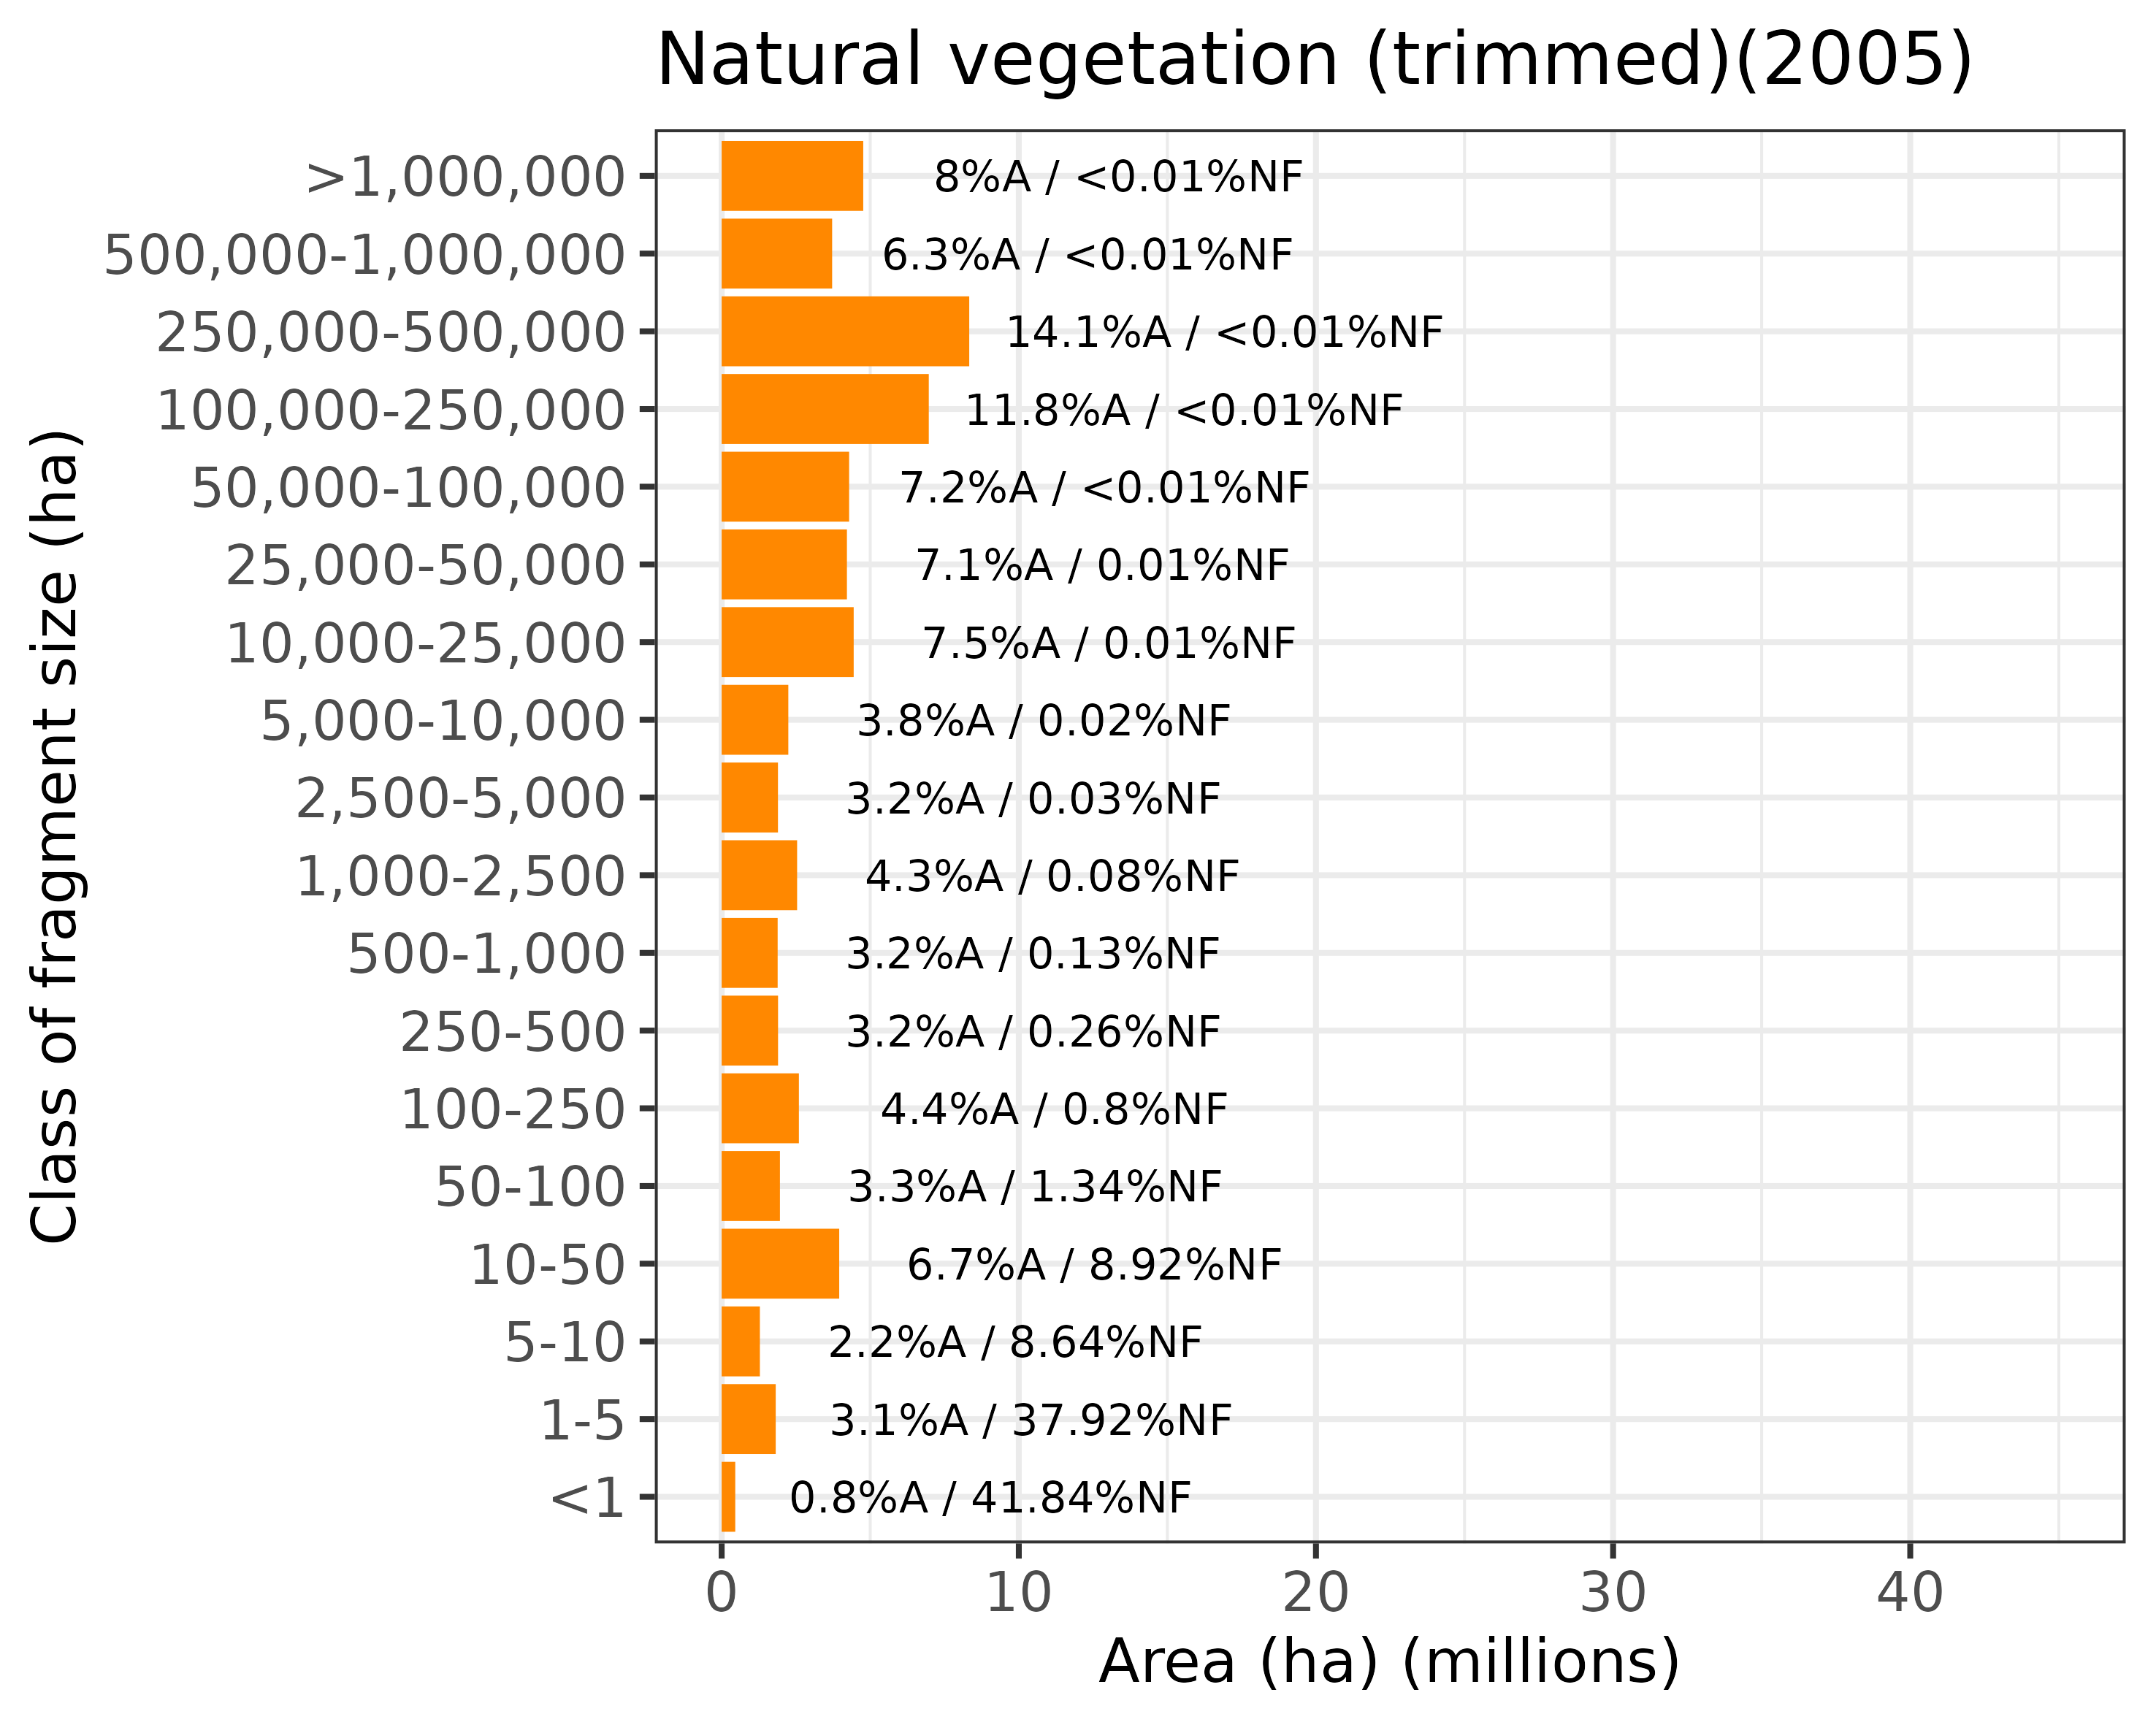 Natural vegetation (trimmed)(2005)
Class of fragment size (ha)
>1,000,000 8%A / <0.01%NF
500,000-1,000,000 6.3%A / <0.01%NF
250,000-500,000 14.1%A / <0.01%NF
100,000-250,000 11.8%A / <0.01%NF
50,000-100,000 7.2%A / <0.01%NF
25,000-50,000 7.1%A / 0.01%NF
10,000-25,000 7.5%A / 0.01%NF
5,000-10,000 3.8%A / 0.02%NF
2,500-5,000 3.2%A / 0.03%NF
1,000-2,500 4.3%A / 0.08%NF
500-1,000 3.2%A / 0.13%NF
250-500 3.2%A / 0.26%NF
100-250 4.4%A / 0.8%NF
50-100 3.3%A / 1.34%NF
10-50 6.7%A / 8.92%NF
5-10 2.2%A / 8.64%NF
1-5 3.1%A / 37.92%NF
<1 0.8%A / 41.84%NF
0 10 20 30 40
Area (ha) (millions)